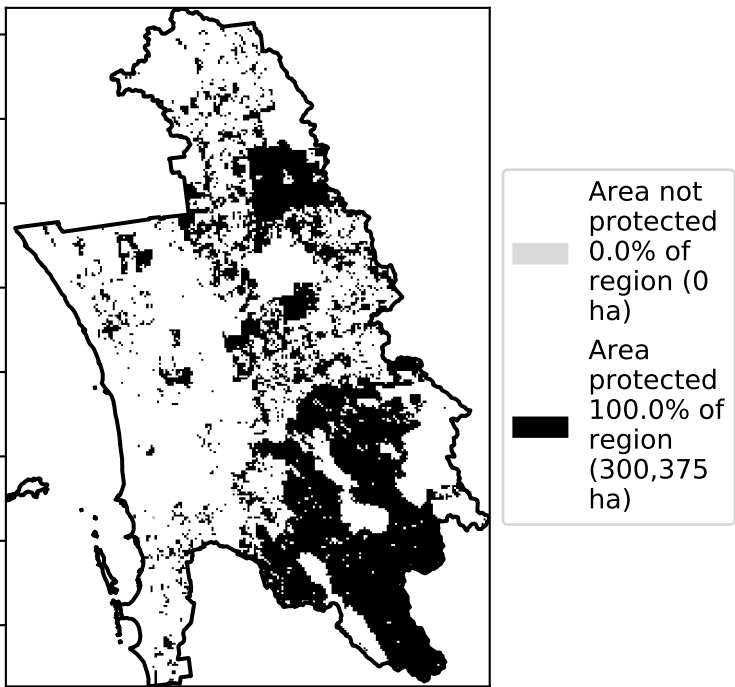 Area not
protected
0.0% of
region (0
ha)
Area
protected
100.0% of
region
(300,375
ha)